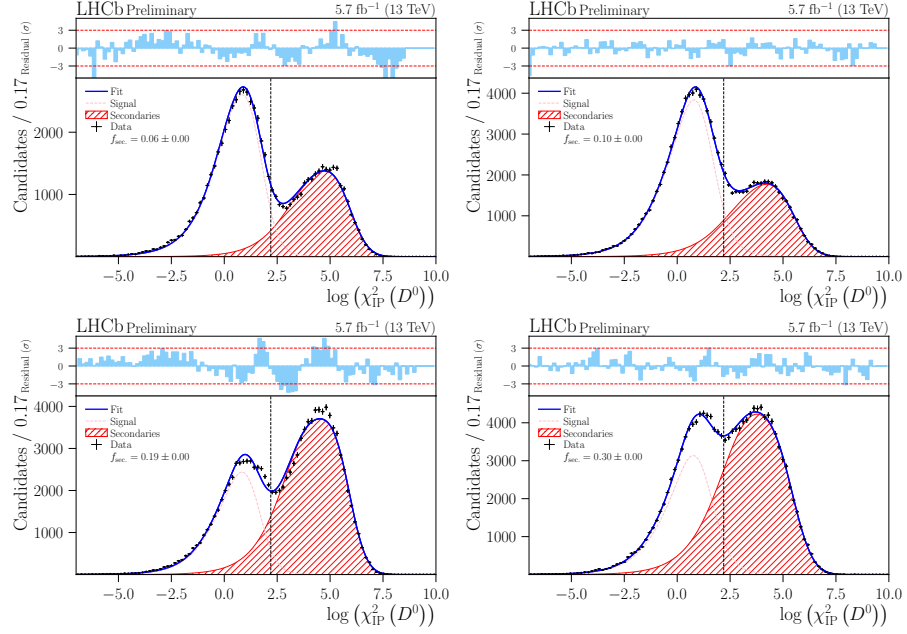 LHCb Preliminary 5.7 fb⁻¹ (13 TeV)
3
0
−3
Residual (σ)
Candidates / 0.17
2000
1000
Fit
Signal
Secondaries
Data
f_sec. = 0.06 ± 0.00
−5.0 −2.5 0.0 2.5 5.0 7.5 10.0
log (χ²_IP (D⁰))
LHCb Preliminary 5.7 fb⁻¹ (13 TeV)
3
0
−3
Residual (σ)
Candidates / 0.17
4000
3000
2000
1000
Fit
Signal
Secondaries
Data
f_sec. = 0.10 ± 0.00
−5.0 −2.5 0.0 2.5 5.0 7.5 10.0
log (χ²_IP (D⁰))
LHCb Preliminary 5.7 fb⁻¹ (13 TeV)
3
0
−3
Residual (σ)
Candidates / 0.17
4000
3000
2000
1000
Fit
Signal
Secondaries
Data
f_sec. = 0.19 ± 0.00
−5.0 −2.5 0.0 2.5 5.0 7.5 10.0
log (χ²_IP (D⁰))
LHCb Preliminary 5.7 fb⁻¹ (13 TeV)
3
0
−3
Residual (σ)
Candidates / 0.17
4000
3000
2000
1000
Fit
Signal
Secondaries
Data
f_sec. = 0.30 ± 0.00
−5.0 −2.5 0.0 2.5 5.0 7.5 10.0
log (χ²_IP (D⁰))